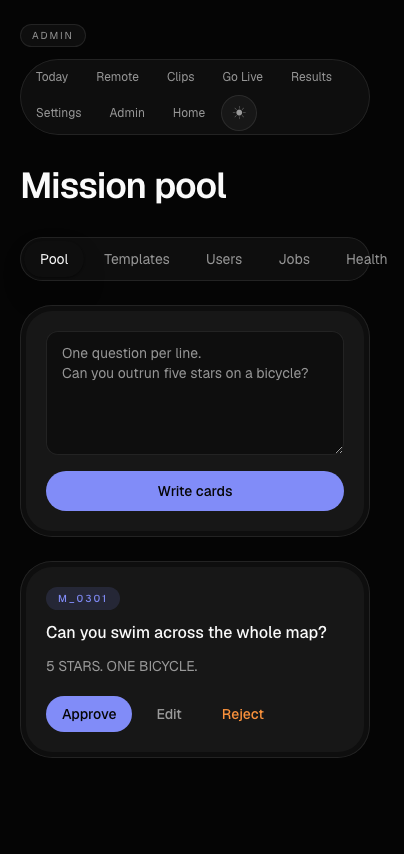 ADMIN
Today Remote Clips Go Live Results
Settings Admin Home
Mission pool
Pool Templates Users Jobs Health
One question per line.
Can you outrun five stars on a bicycle?
Write cards
M_0301
Can you swim across the whole map?
5 STARS. ONE BICYCLE.
Approve Edit Reject